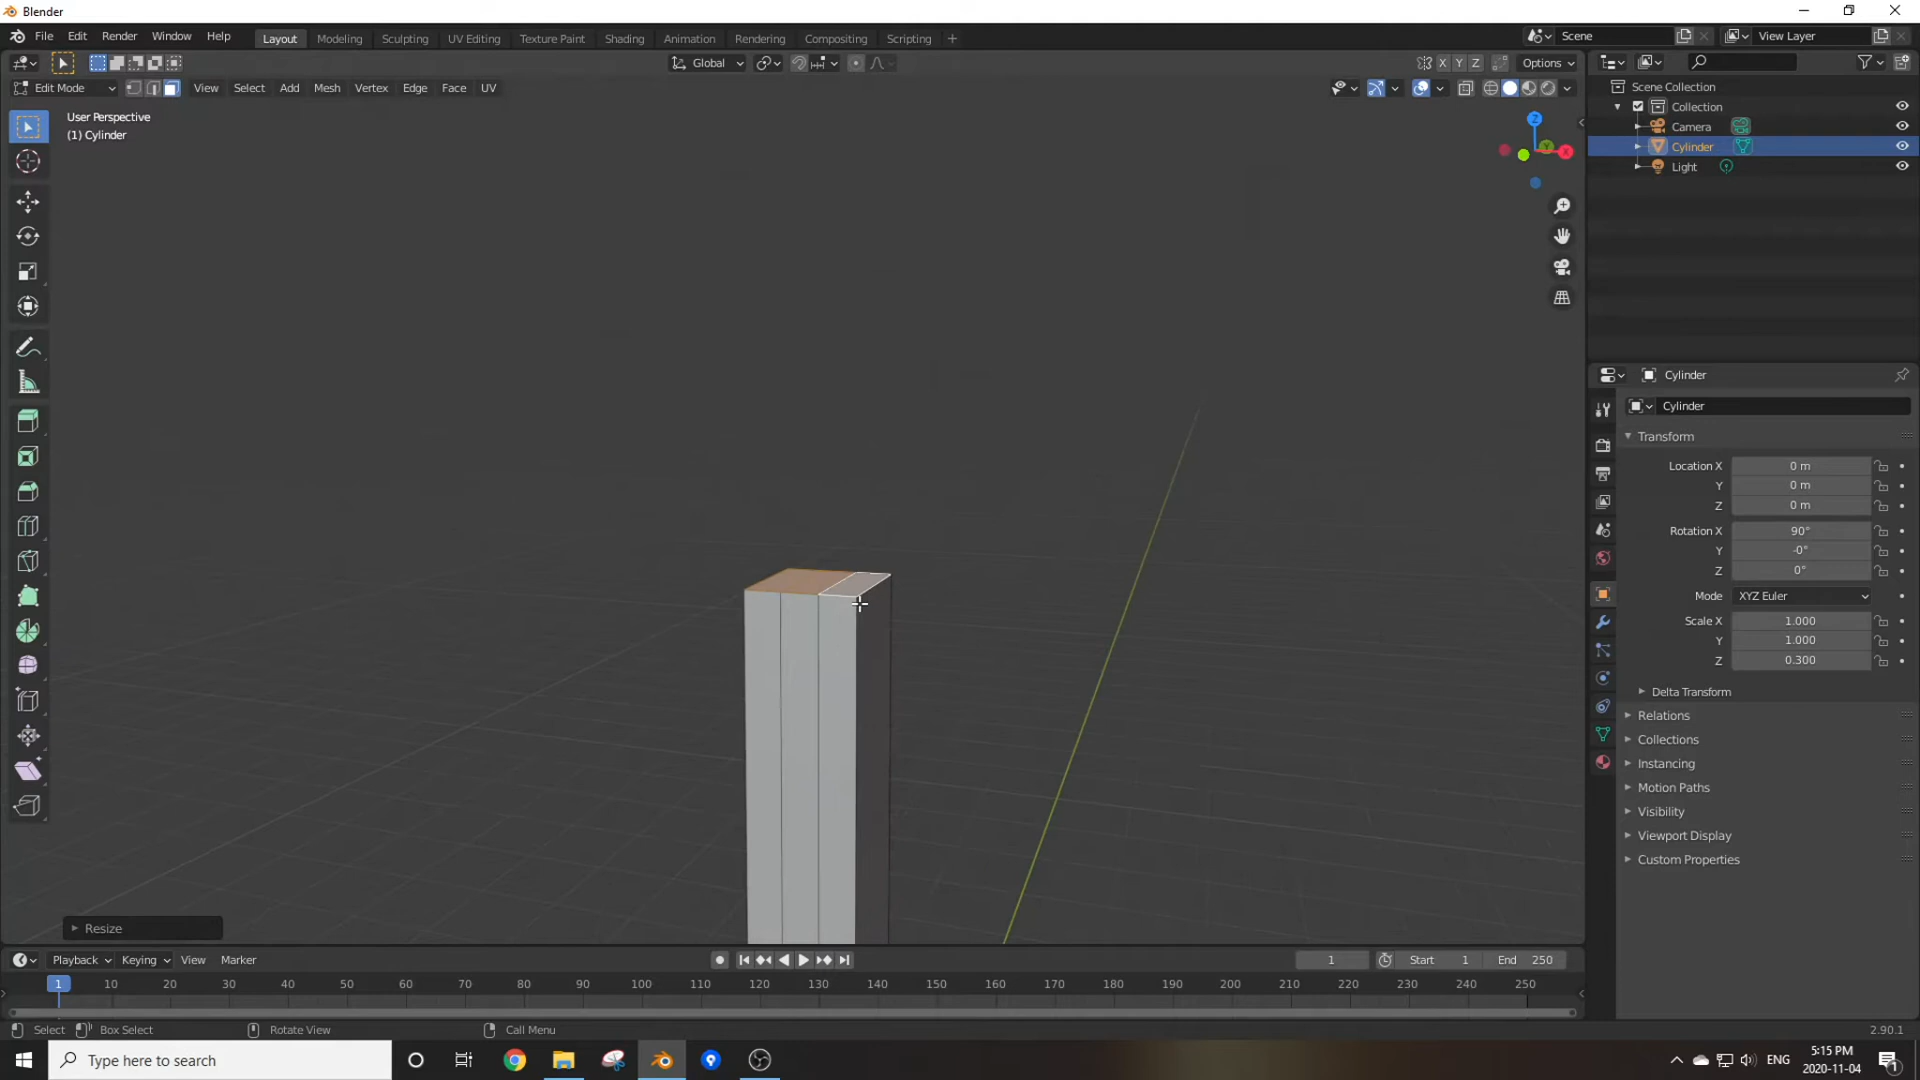 Blender
File Edit Render Window Help
Layout Modeling Sculpting UV Editing Texture Paint Shading Animation Rendering Compositing Scripting +
Scene
View Layer
Global
X Y Z
Options
Edit Mode
View Select Add Mesh Vertex Edge Face UV
User Perspective
(1) Cylinder
Z
Y
X
Scene Collection
Collection
Camera
Cylinder
Light
Cylinder
Cylinder
Transform
Location X 0 m
Y 0 m
Z 0 m
Rotation X 90°
Y -0°
Z 0°
Mode XYZ Euler
Scale X 1.000
Y 1.000
Z 0.300
Delta Transform
Relations
Collections
Instancing
Motion Paths
Visibility
Viewport Display
Custom Properties
Resize
Playback Keying View Marker
1
Start 1
End 250
1 10 20 30 40 50 60 70 80 90 100 110 120 130 140 150 160 170 180 190 200 210 220 230 240 250
Select Box Select Rotate View Call Menu
2.90.1
Type here to search
ENG
5:15 PM
2020-11-04
1